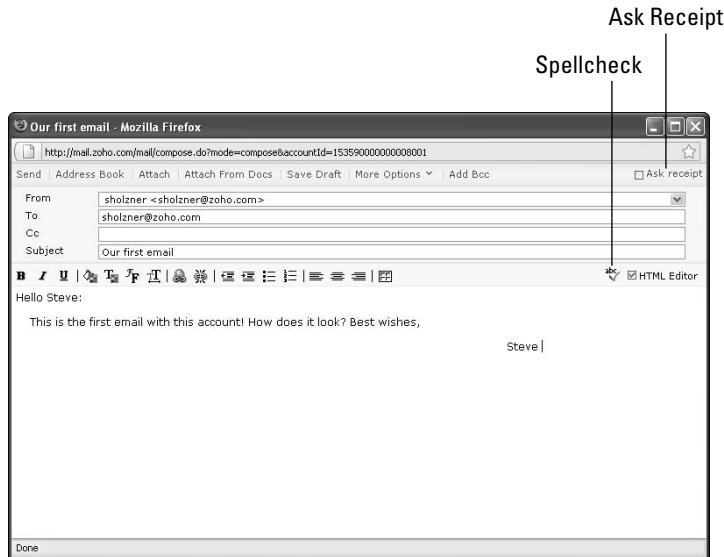 Ask Receipt
Spellcheck
Our first email - Mozilla Firefox
http://mail.zoho.com/mail/compose.do?mode=compose&accountId=153590000000008001
Send | Address Book | Attach | Attach From Docs | Save Draft | More Options | Add Bcc Ask receipt
From sholzner <sholzner@zoho.com>
To sholzner@zoho.com
Cc
Subject Our first email
B I U abc HTML Editor
Hello Steve:
This is the first email with this account! How does it look? Best wishes,
Steve
Done